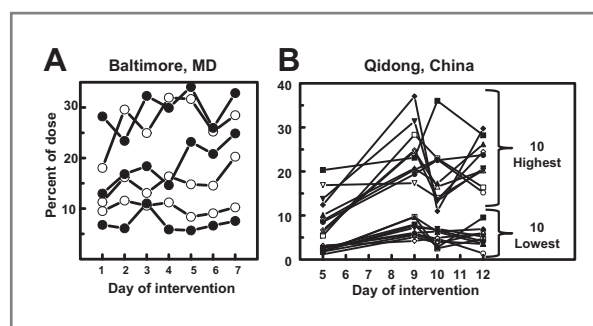 A Baltimore, MD
Percent of dose
30
20
10
1 2 3 4 5 6 7
Day of intervention
B Qidong, China
40
30
20
10
0
5 6 7 8 9 10 11 12
Day of intervention
10
Highest
10
Lowest